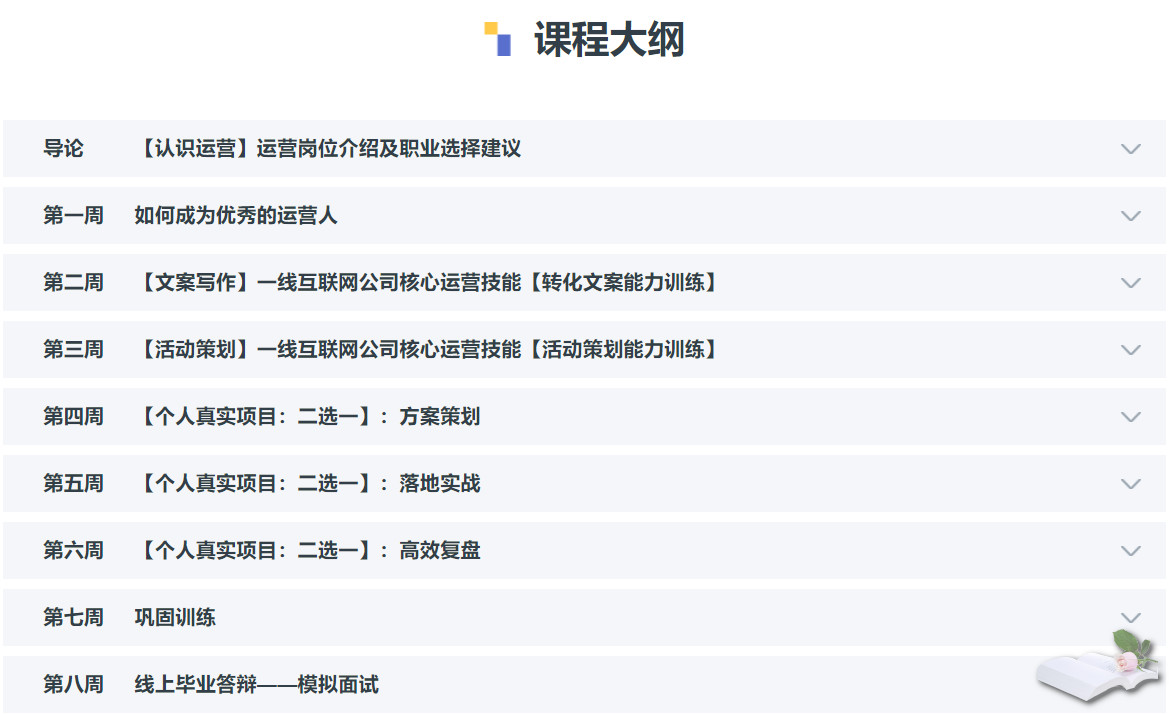 课程大纲
导论 【认识运营】运营岗位介绍及职业选择建议
第一周 如何成为优秀的运营人
第二周 【文案写作】一线互联网公司核心运营技能【转化文案能力训练】
第三周 【活动策划】一线互联网公司核心运营技能【活动策划能力训练】
第四周 【个人真实项目：二选一】：方案策划
第五周 【个人真实项目：二选一】：落地实战
第六周 【个人真实项目：二选一】：高效复盘
第七周 巩固训练
第八周 线上毕业答辩——模拟面试